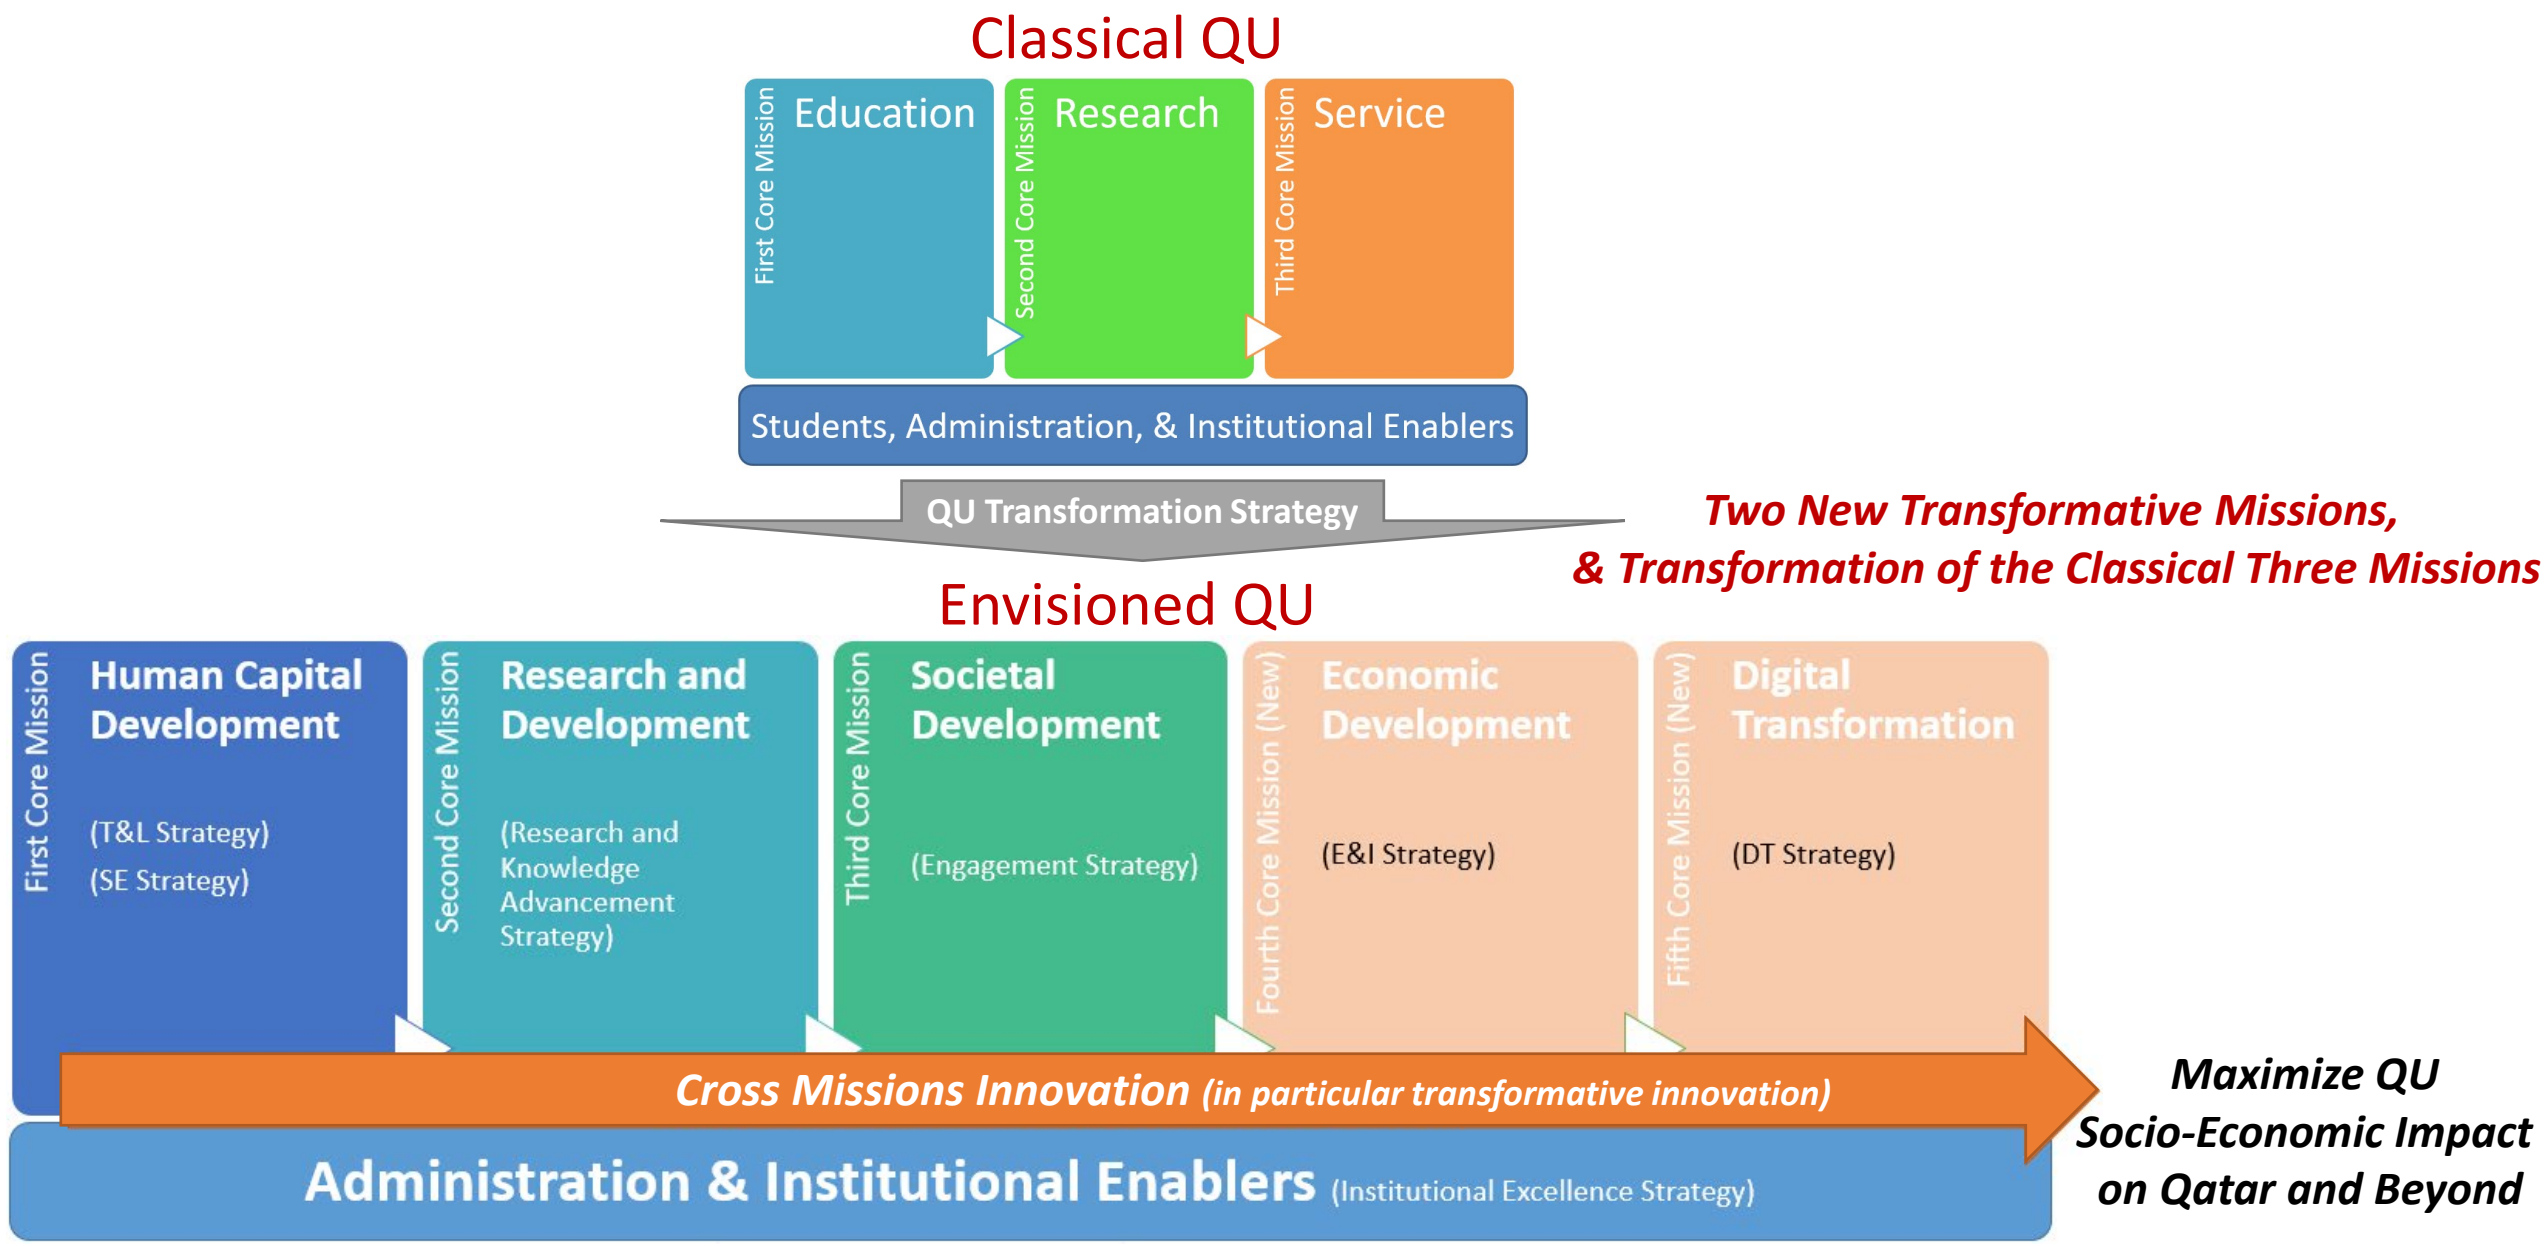 Classical QU
First Core Mission
Education
Second Core Mission
Research
Third Core Mission
Service
Students, Administration, & Institutional Enablers
QU Transformation Strategy
Two New Transformative Missions,
& Transformation of the Classical Three Missions
Envisioned QU
First Core Mission
Human Capital
Development
(T&L Strategy)
(SE Strategy)
Second Core Mission
Research and
Development
(Research and
Knowledge
Advancement
Strategy)
Third Core Mission
Societal
Development
(Engagement Strategy)
Fourth Core Mission (New)
Economic
Development
(E&I Strategy)
Fifth Core Mission (New)
Digital
Transformation
(DT Strategy)
Cross Missions Innovation (in particular transformative innovation)
Maximize QU
Socio-Economic Impact
on Qatar and Beyond
Administration & Institutional Enablers (Institutional Excellence Strategy)